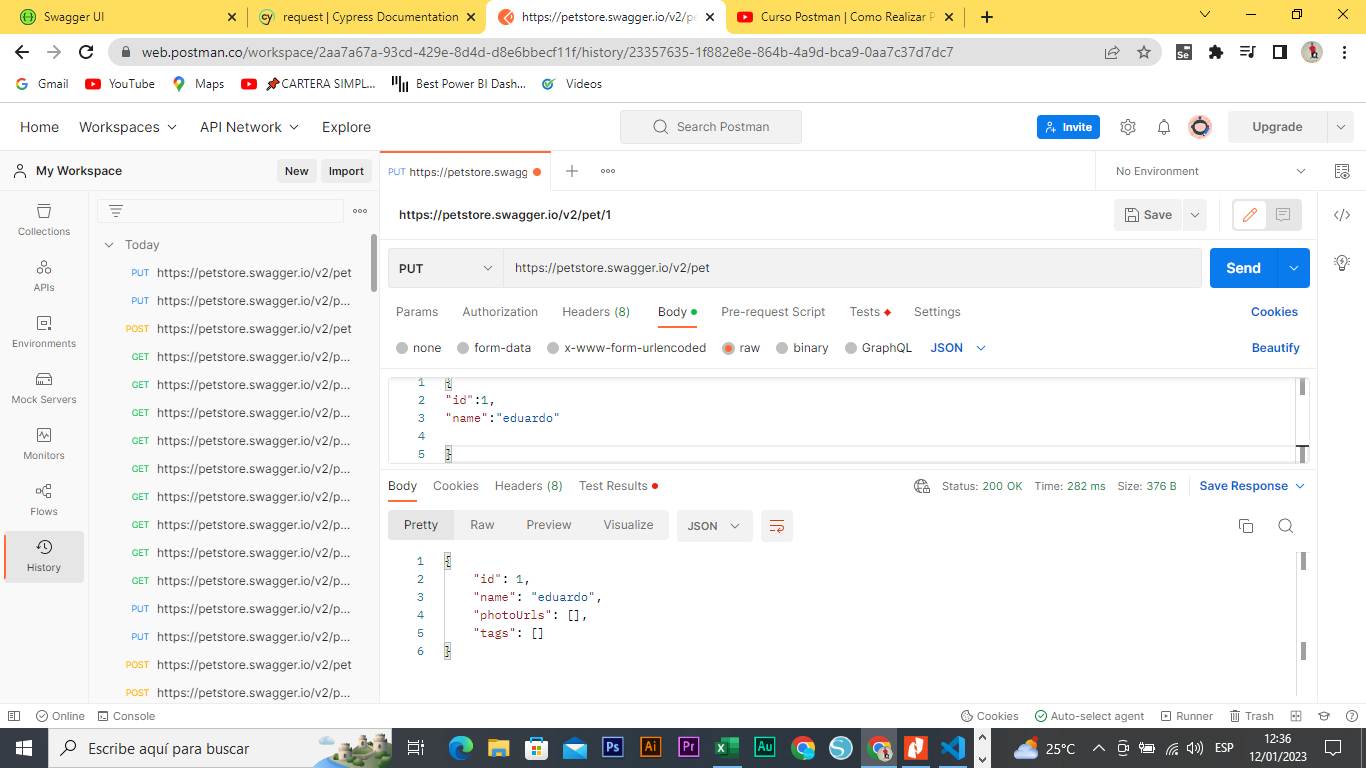 Swagger UI
request | Cypress Documentation
https://petstore.swagger.io/v2/pe
Curso Postman | Como Realizar P
web.postman.co/workspace/2aa7a67a-93cd-429e-8d4d-d8e6bbecf11f/history/23357635-1f882e8e-864b-4a9d-bca9-0aa7c37d7dc7
Gmail YouTube Maps 📌CARTERA SIMPL... Best Power BI Dash... Videos
Home Workspaces API Network Explore Search Postman Invite Upgrade
My Workspace New Import PUT https://petstore.swagg No Environment
Collections
APIs
Environments
Mock Servers
Monitors
Flows
History
Today
PUT https://petstore.swagger.io/v2/pet
PUT https://petstore.swagger.io/v2/p...
POST https://petstore.swagger.io/v2/pet
GET https://petstore.swagger.io/v2/p...
GET https://petstore.swagger.io/v2/p...
GET https://petstore.swagger.io/v2/p...
GET https://petstore.swagger.io/v2/p...
GET https://petstore.swagger.io/v2/p...
GET https://petstore.swagger.io/v2/p...
GET https://petstore.swagger.io/v2/p...
GET https://petstore.swagger.io/v2/p...
GET https://petstore.swagger.io/v2/p...
PUT https://petstore.swagger.io/v2/p...
PUT https://petstore.swagger.io/v2/p...
POST https://petstore.swagger.io/v2/pet
POST https://petstore.swagger.io/v2/p...
https://petstore.swagger.io/v2/pet/1 Save
PUT https://petstore.swagger.io/v2/pet Send
Params Authorization Headers (8) Body Pre-request Script Tests Settings Cookies
none form-data x-www-form-urlencoded raw binary GraphQL JSON Beautify
1 {
2 "id":1,
3 "name":"eduardo"
4
5 }
Body Cookies Headers (8) Test Results Status: 200 OK Time: 282 ms Size: 376 B Save Response
Pretty Raw Preview Visualize JSON
1 {
2 "id": 1,
3 "name": "eduardo",
4 "photoUrls": [],
5 "tags": []
6 }
Online Console Cookies Auto-select agent Runner Trash
Escribe aquí para buscar Ps Ai Pr Au 25°C ESP 12:36
12/01/2023